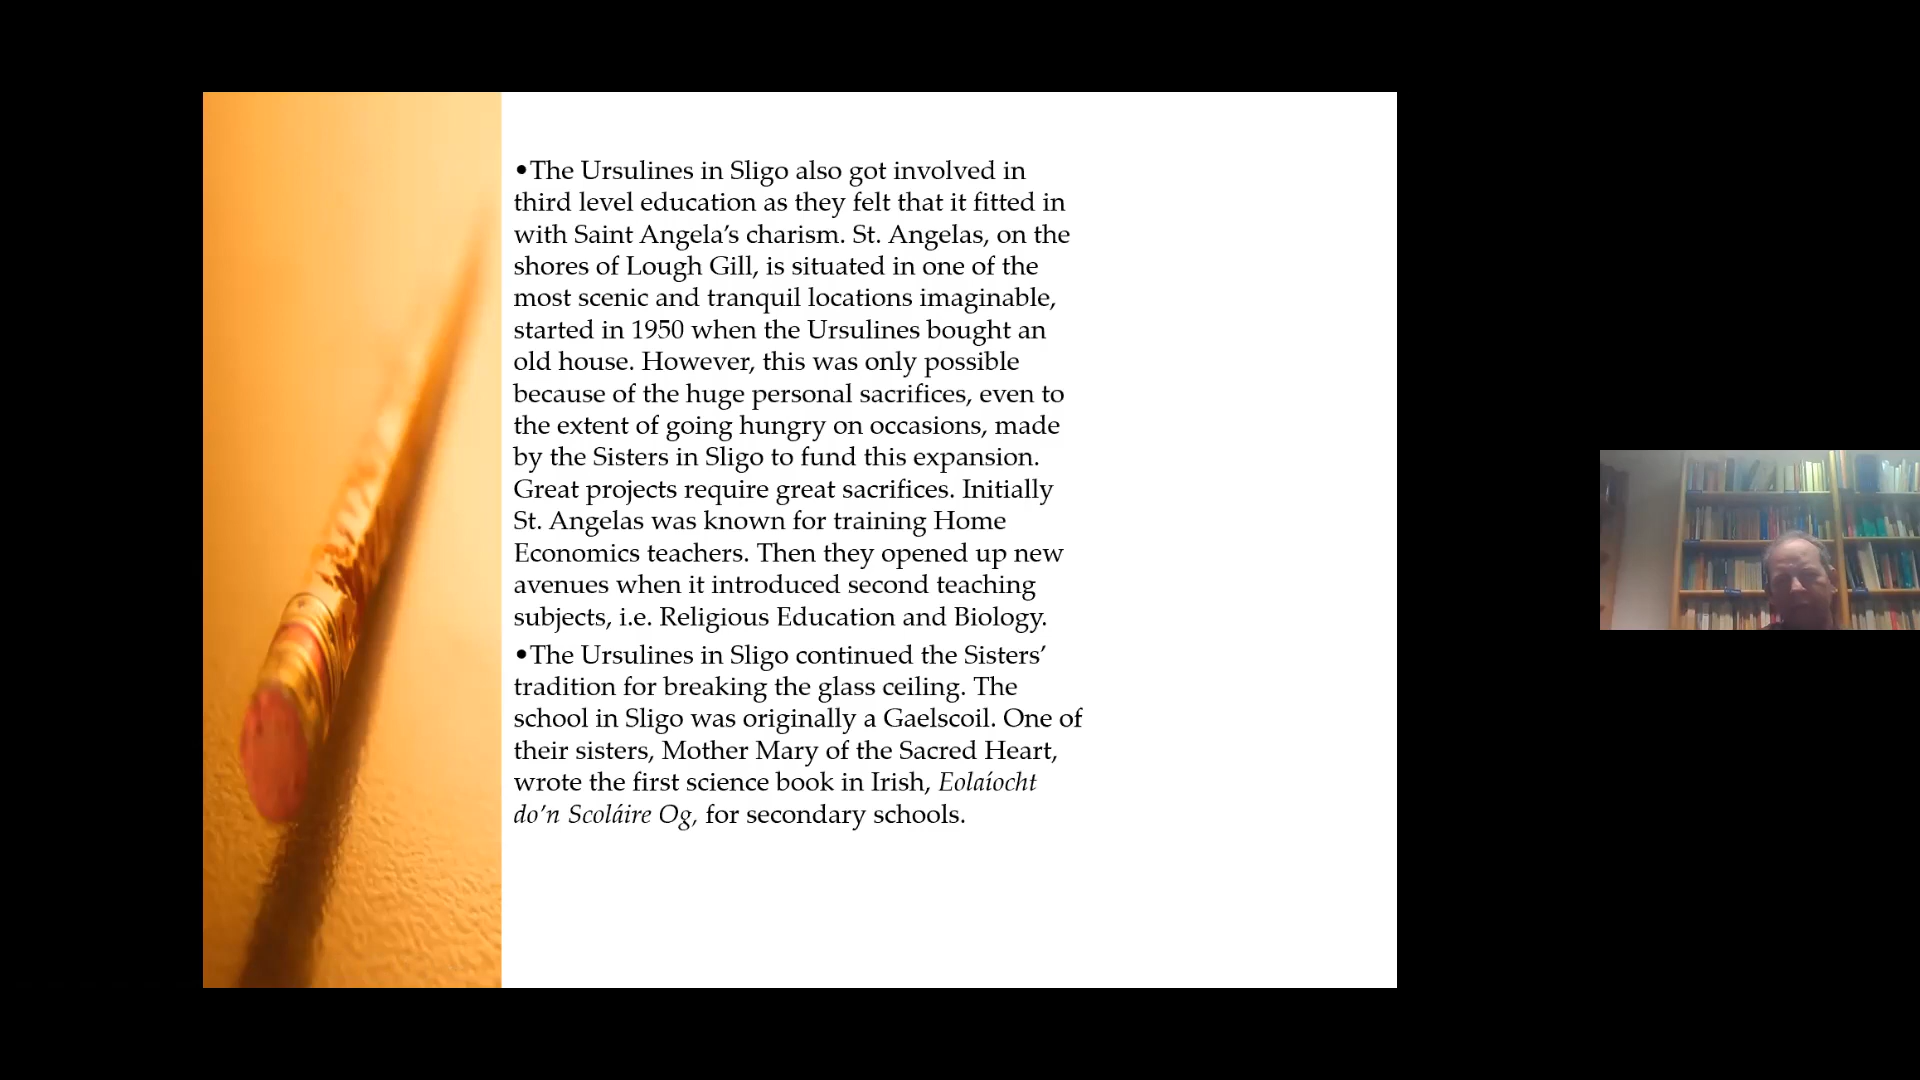 •The Ursulines in Sligo also got involved in
third level education as they felt that it fitted in
with Saint Angela’s charism. St. Angelas, on the
shores of Lough Gill, is situated in one of the
most scenic and tranquil locations imaginable,
started in 1950 when the Ursulines bought an
old house. However, this was only possible
because of the huge personal sacrifices, even to
the extent of going hungry on occasions, made
by the Sisters in Sligo to fund this expansion.
Great projects require great sacrifices. Initially
St. Angelas was known for training Home
Economics teachers. Then they opened up new
avenues when it introduced second teaching
subjects, i.e. Religious Education and Biology.
•The Ursulines in Sligo continued the Sisters’
tradition for breaking the glass ceiling. The
school in Sligo was originally a Gaelscoil. One of
their sisters, Mother Mary of the Sacred Heart,
wrote the first science book in Irish, Eolaíocht
do’n Scoláire Og, for secondary schools.